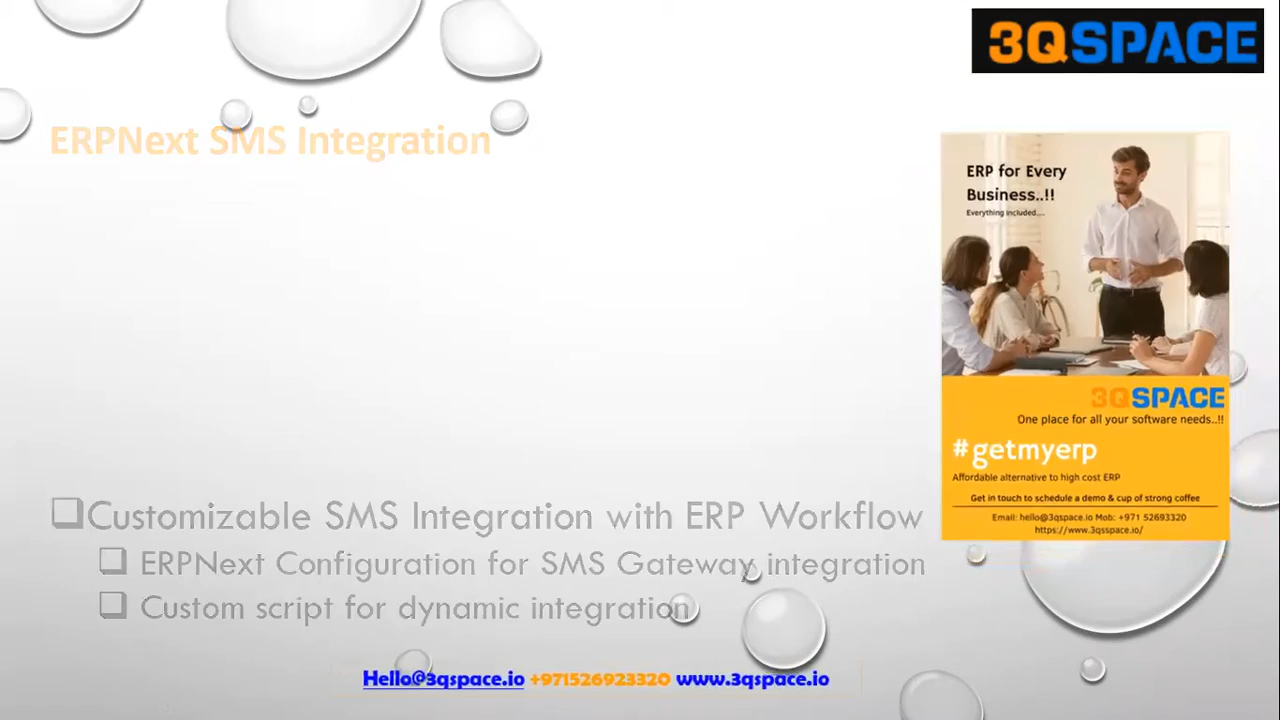 3QSPACE
ERPNext SMS Integration
ERP for Every
Business..!!
Everything included....
3QSPACE
One place for all your software needs..!!
#getmyerp
Affordable alternative to high cost ERP
Get in touch to schedule a demo & cup of strong coffee
Email: hello@3qspace.io Mob: +971 52693320
https://www.3qsspace.io/
Customizable SMS Integration with ERP Workflow
ERPNext Configuration for SMS Gateway integration
Custom script for dynamic integration
Hello@3qspace.io +971526923320 www.3qspace.io